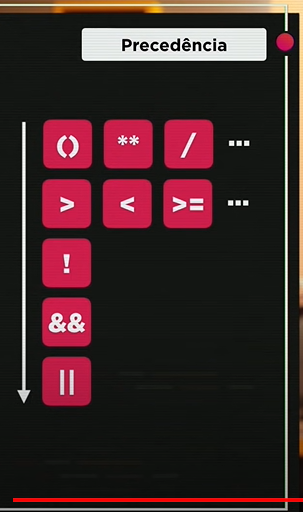 Precedência
() ** / ...
> < >= ...
!
&&
||